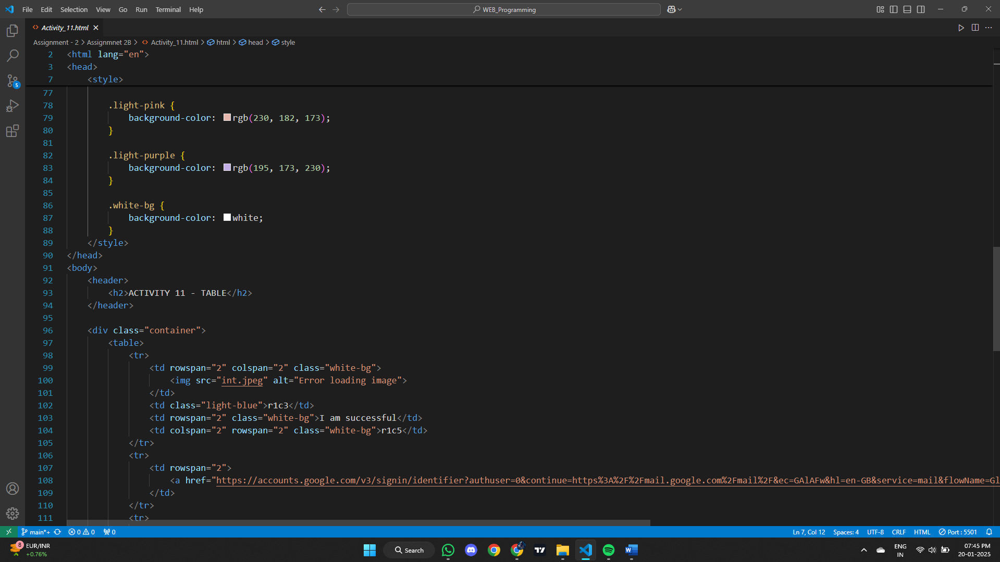 File Edit Selection View Go Run Terminal Help
WEB_Programming
Activity_11.html
Assignment - 2 > Assignmnet 2B > Activity_11.html > html > head > style
2 <html lang="en">
3 <head>
7 <style>
77
78 .light-pink {
79 background-color: rgb(230, 182, 173);
80 }
81
82 .light-purple {
83 background-color: rgb(195, 173, 230);
84 }
85
86 .white-bg {
87 background-color: white;
88 }
89 </style>
90 </head>
91 <body>
92 <header>
93 <h2>ACTIVITY 11 - TABLE</h2>
94 </header>
95
96 <div class="container">
97 <table>
98 <tr>
99 <td rowspan="2" colspan="2" class="white-bg">
100 <img src="int.jpeg" alt="Error loading image">
101 </td>
102 <td class="light-blue">r1c3</td>
103 <td rowspan="2" class="white-bg">I am successful</td>
104 <td colspan="2" rowspan="2" class="white-bg">r1c5</td>
105 </tr>
106 <tr>
107 <td rowspan="2">
108 <a href="https://accounts.google.com/v3/signin/identifier?authuser=0&continue=https%3A%2F%2Fmail.google.com%2Fmail%2F&ec=GAlAFw&hl=en-GB&service=mail&flowName=Gl
109 </td>
110 </tr>
111 <tr>
5
main*+ 0 0 0
Ln 7, Col 12 Spaces: 4 UTF-8 CRLF HTML Port : 5501
8
EUR/INR
+0.76%
Search
ENG
IN
07:45 PM
20-01-2025